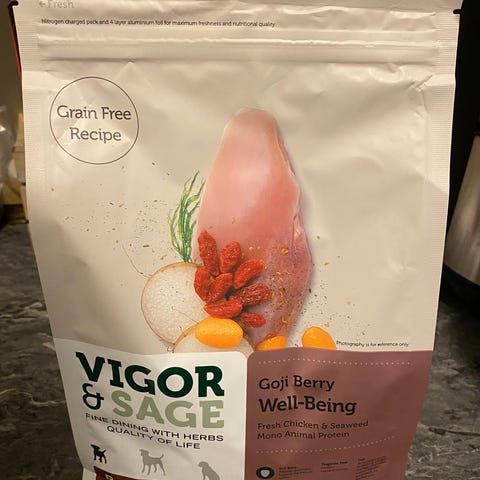 ←Fresh
Nitrogen charged pack and 4 layer aluminium foil for maximum freshness and nutritional quality
Grain Free
Recipe
Photography is for reference only
VIGOR
& SAGE
FINE DINING WITH HERBS
QUALITY OF LIFE
Goji Berry
Well-Being
Fresh Chicken & Seaweed
Mono Animal Protein